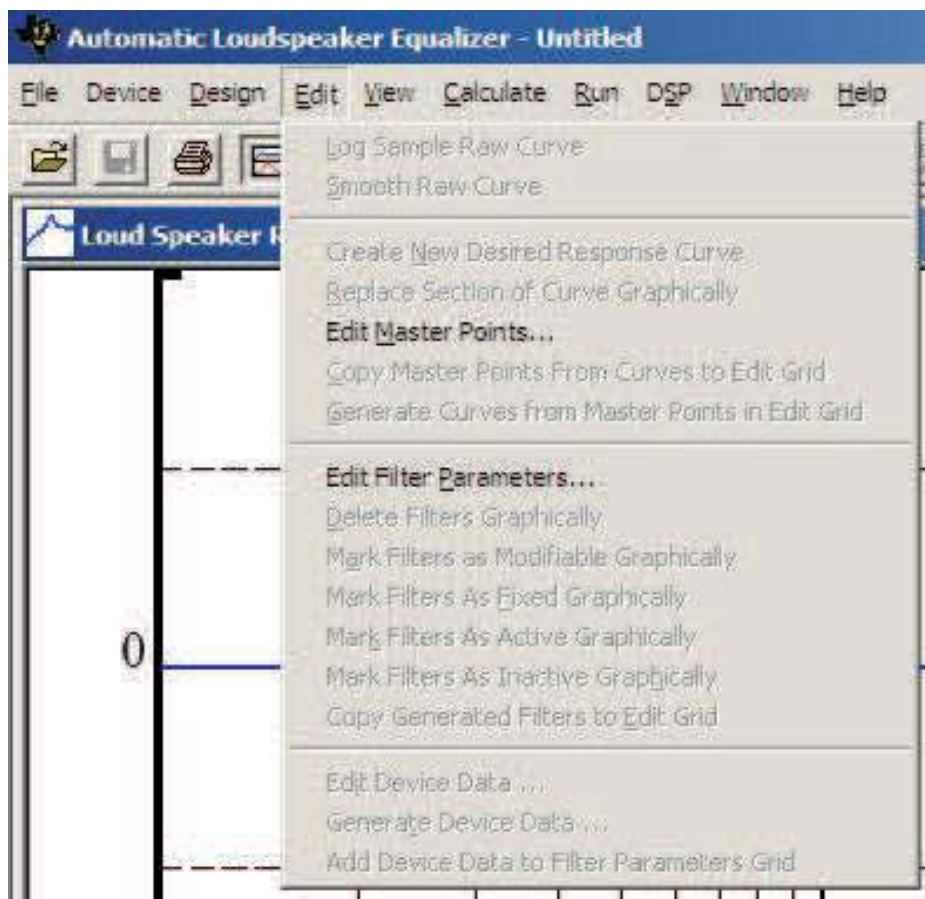 Automatic Loudspeaker Equalizer - Untitled
File Device Design Edit View Calculate Run DSP Window Help
Log Sample Raw Curve
Smooth Raw Curve
Loud Speaker
Create New Desired Response Curve
Replace Section of Curve Graphically
Edit Master Points...
Copy Master Points From Curves to Edit Grid
Generate Curves from Master Points in Edit Grid
Edit Filter Parameters...
Delete Filters Graphically
Mark Filters as Modifiable Graphically
Mark Filters As Fixed Graphically
Mark Filters As Active Graphically
0
Mark Filters As Inactive Graphically
Copy Generated Filters to Edit Grid
Edit Device Data ...
Generate Device Data ...
Add Device Data to Filter Parameters Grid